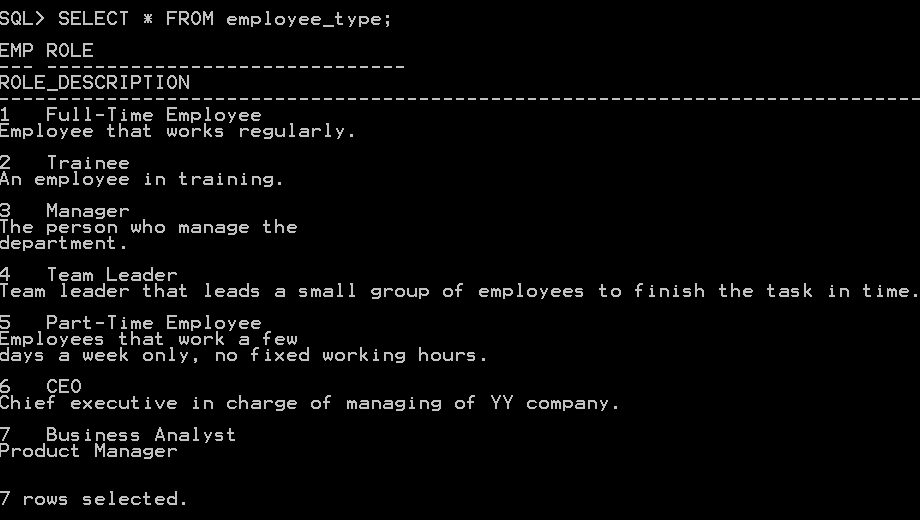 SQL> SELECT * FROM employee_type;
EMP ROLE
--- ------------------------------
ROLE_DESCRIPTION
--------------------------------------------------------------------------------
1   Full-Time Employee
Employee that works regularly.
2   Trainee
An employee in training.
3   Manager
The person who manage the
department.
4   Team Leader
Team leader that leads a small group of employees to finish the task in time.
5   Part-Time Employee
Employees that work a few
days a week only, no fixed working hours.
6   CEO
Chief executive in charge of managing of YY company.
7   Business Analyst
Product Manager
7 rows selected.